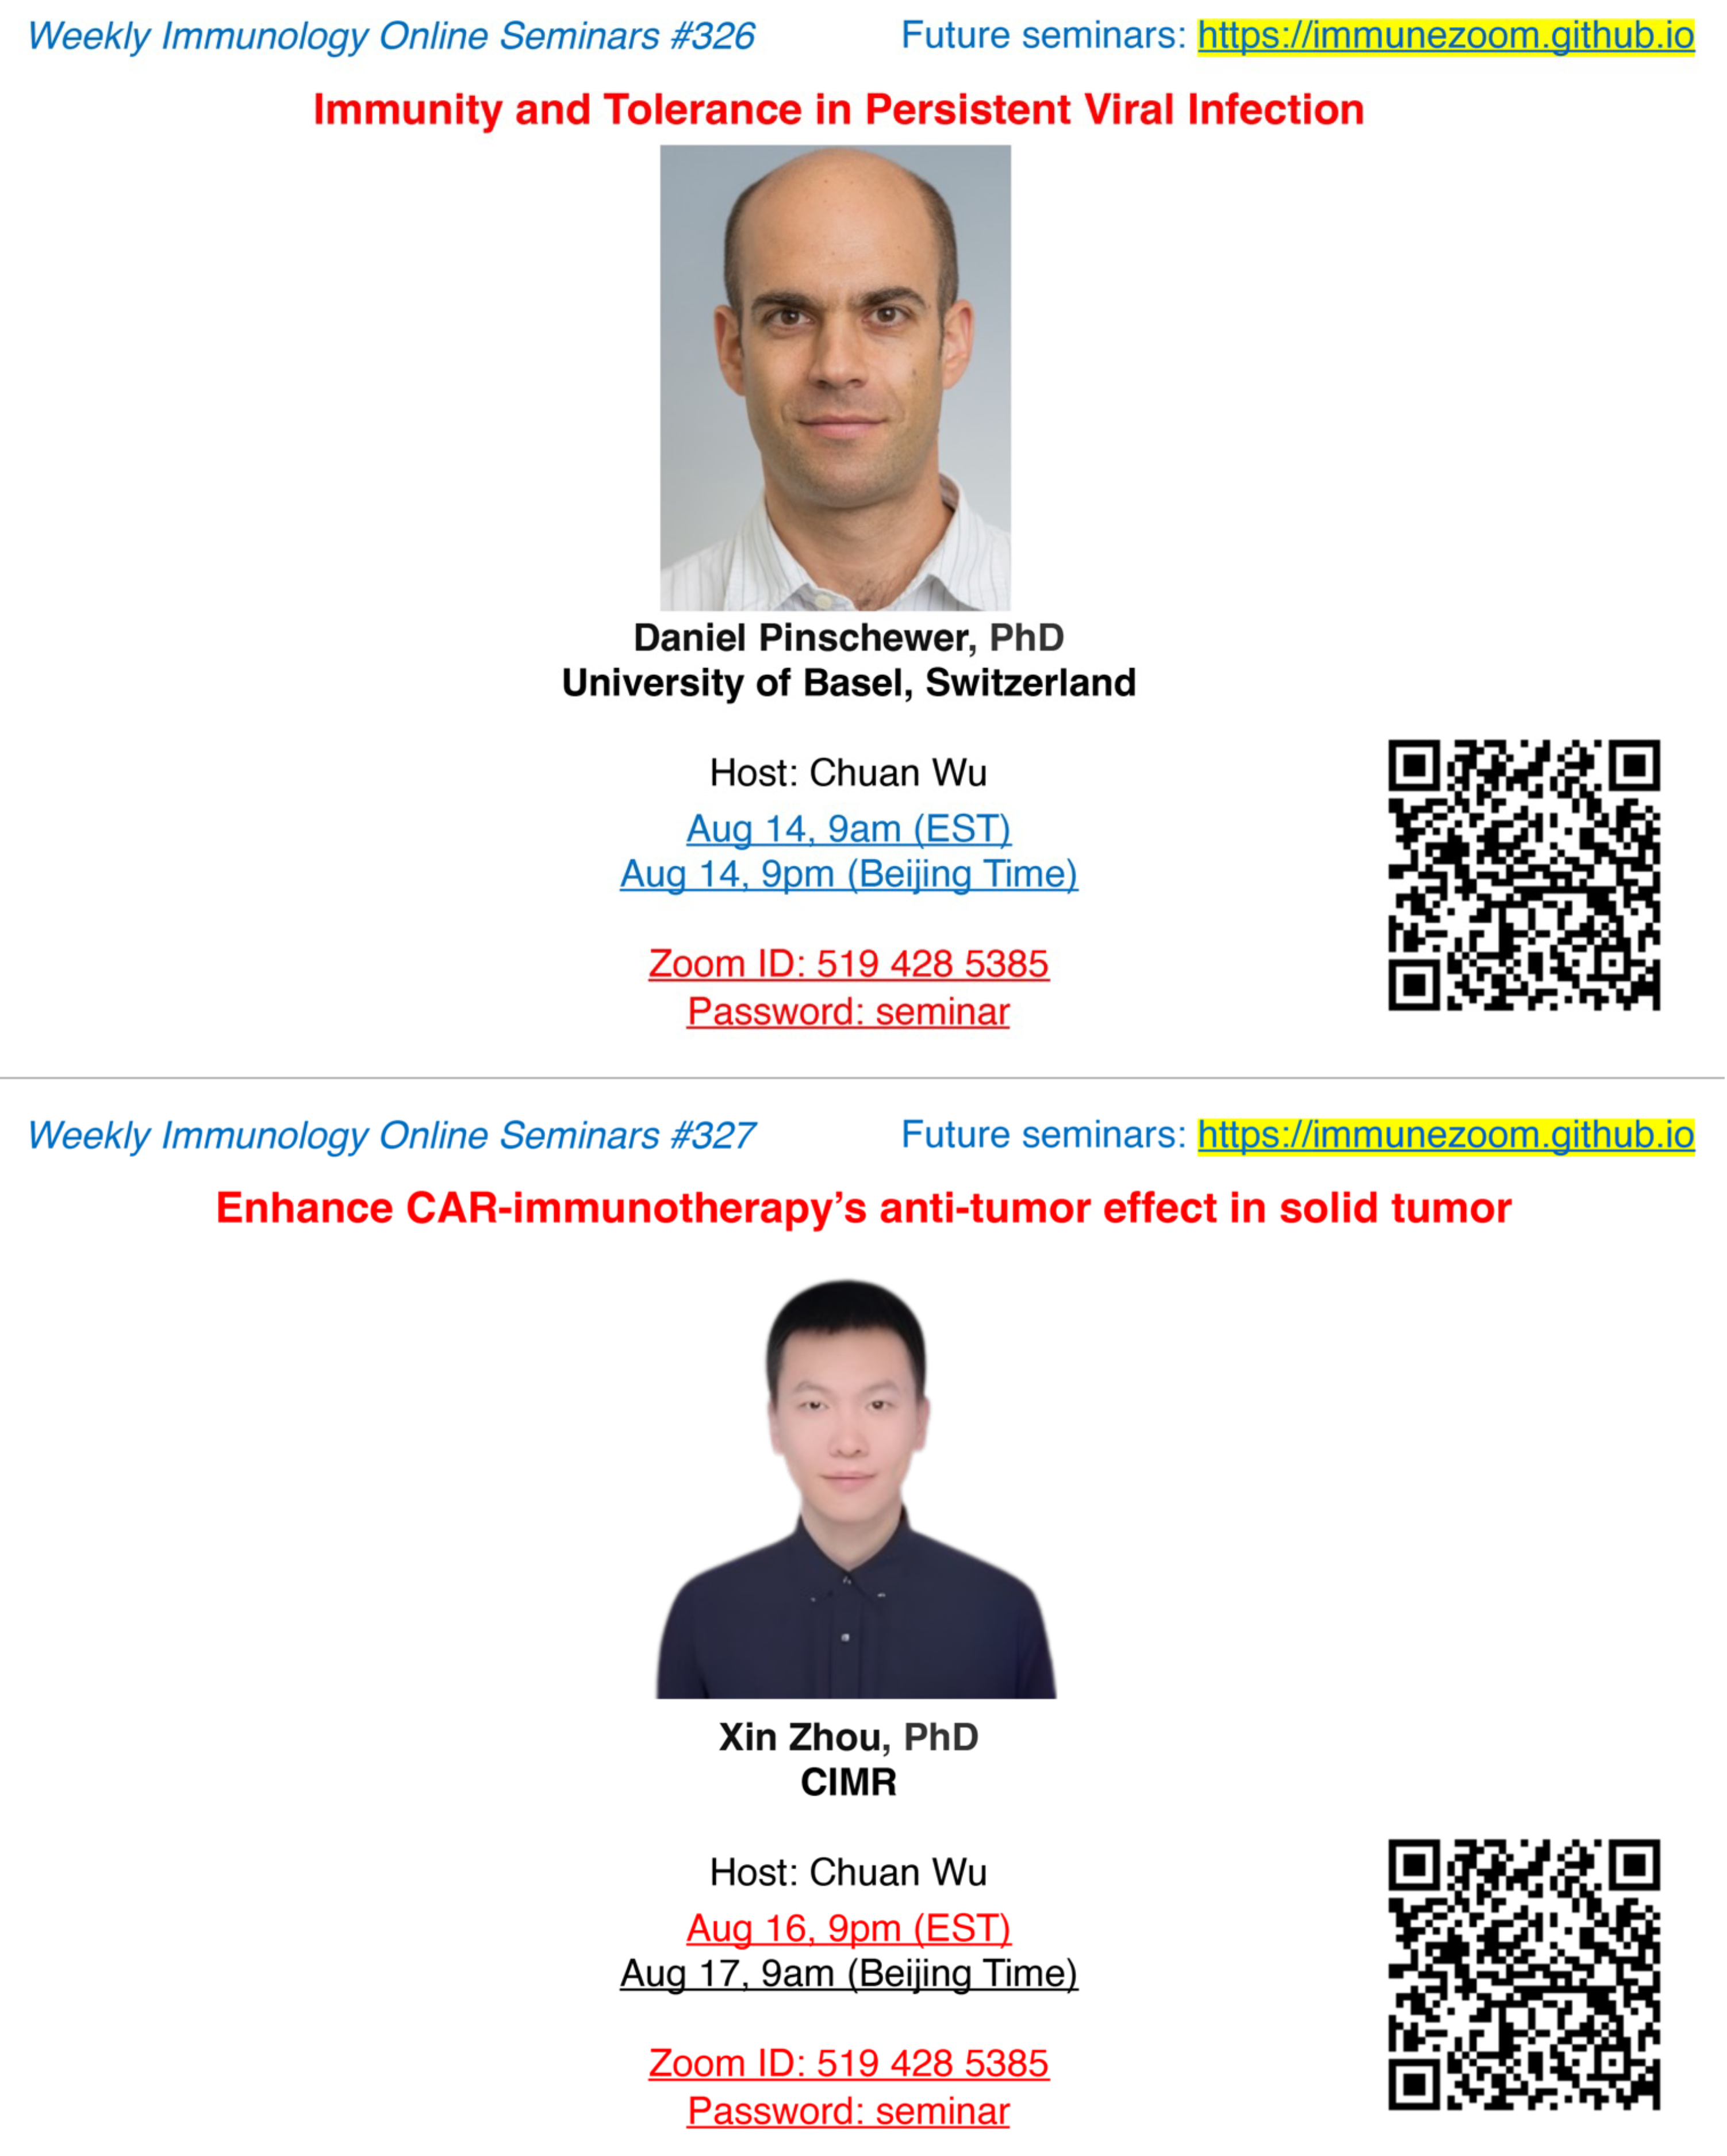 Weekly Immunology Online Seminars #326
Future seminars: https://immunezoom.github.io
Immunity and Tolerance in Persistent Viral Infection
Daniel Pinschewer, PhD
University of Basel, Switzerland
Host: Chuan Wu
Aug 14, 9am (EST)
Aug 14, 9pm (Beijing Time)
Zoom ID: 519 428 5385
Password: seminar
Weekly Immunology Online Seminars #327
Future seminars: https://immunezoom.github.io
Enhance CAR-immunotherapy’s anti-tumor effect in solid tumor
Xin Zhou, PhD
CIMR
Host: Chuan Wu
Aug 16, 9pm (EST)
Aug 17, 9am (Beijing Time)
Zoom ID: 519 428 5385
Password: seminar